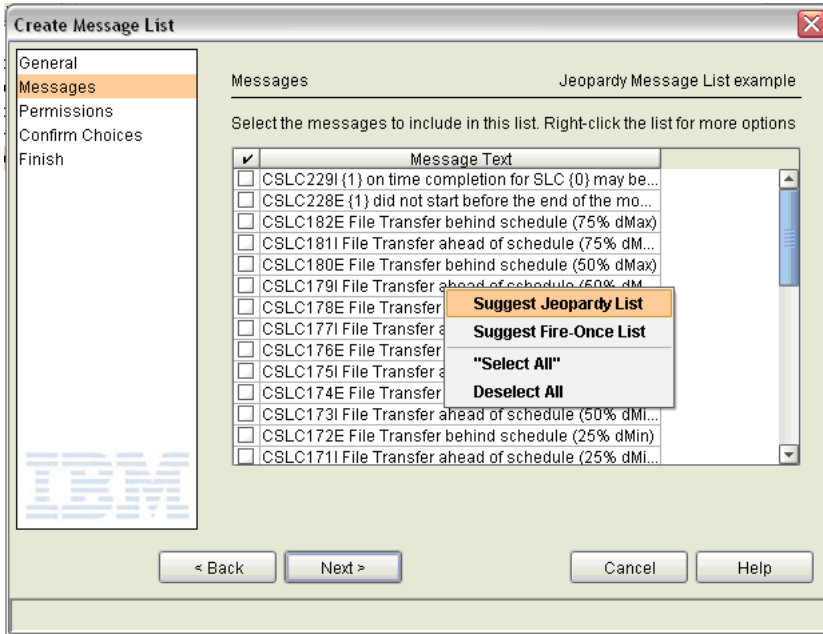 Create Message List
General
Messages
Permissions
Confirm Choices
Finish
Messages Jeopardy Message List example
Select the messages to include in this list. Right-click the list for more options
✔ Message Text
CSLC229I {1} on time completion for SLC {0} may be...
CSLC228E {1} did not start before the end of the mo...
CSLC182E File Transfer behind schedule (75% dMax)
CSLC181I File Transfer ahead of schedule (75% dM...
CSLC180E File Transfer behind schedule (50% dMax)
CSLC179I File Transfer ahead of schedule (50% dM...
CSLC178E File Transfer
CSLC177I File Transfer a
CSLC176E File Transfer
CSLC175I File Transfer a
CSLC174E File Transfer
CSLC173I File Transfer ahead of schedule (50% dMi...
CSLC172E File Transfer behind schedule (25% dMin)
CSLC171I File Transfer ahead of schedule (25% dMi...
Suggest Jeopardy List
Suggest Fire-Once List
"Select All"
Deselect All
IBM
< Back Next > Cancel Help